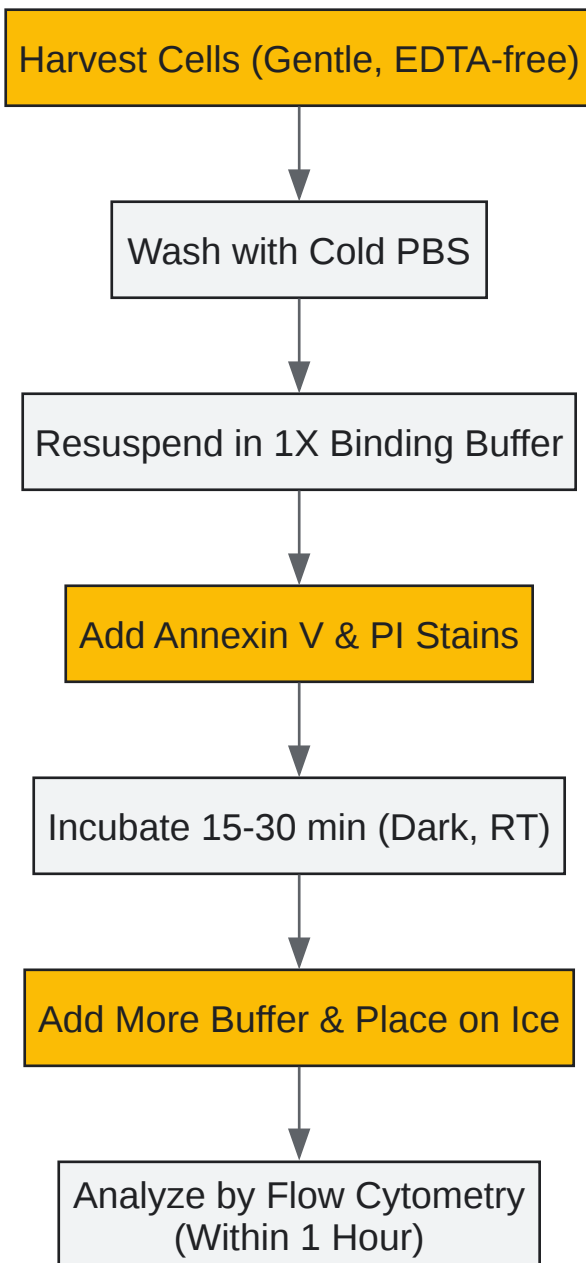 Harvest Cells (Gentle, EDTA-free)
Wash with Cold PBS
Resuspend in 1X Binding Buffer
Add Annexin V & PI Stains
Incubate 15-30 min (Dark, RT)
Add More Buffer & Place on Ice
Analyze by Flow Cytometry
(Within 1 Hour)